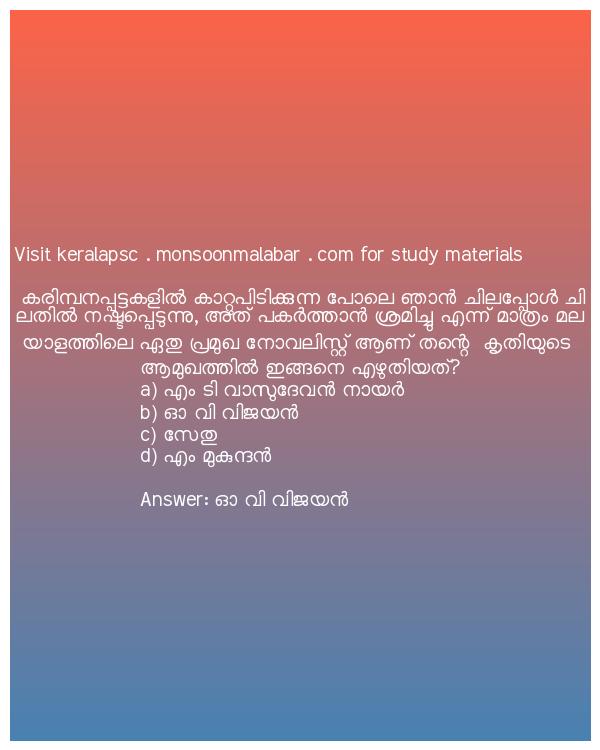 Visit keralapsc . monsoonmalabar . com for study materials
കരിമ്പനപ്പട്ടകളിൽ കാറ്റുപിടിക്കുന്ന പോലെ ഞാൻ ചിലപ്പോൾ ചി
ലതിൽ നഷ്ടപ്പെടുന്നു, അത് പകർത്താൻ ശ്രമിച്ചു എന്ന് മാത്രം മല
യാളത്തിലെ ഏതു പ്രമുഖ നോവലിസ്റ്റ് ആണ് തന്റെ കൃതിയുടെ
ആമുഖത്തിൽ ഇങ്ങനെ എഴുതിയത്?
a) എം ടി വാസുദേവൻ നായർ
b) ഓ വി വിജയൻ
c) സേതു
d) എം മുകുന്ദൻ
Answer: ഓ വി വിജയൻ